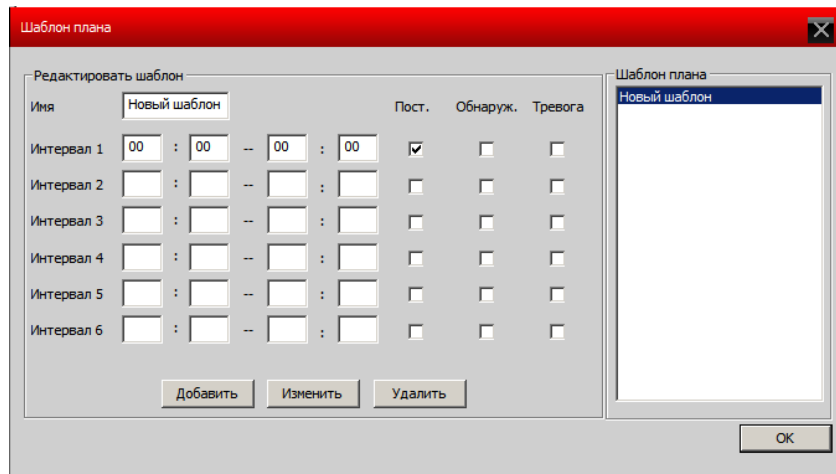 Шаблон плана
Редактировать шаблон
Имя Новый шаблон Пост. Обнаруж. Тревога
Интервал 1 00 : 00 -- 00 : 00
Интервал 2 : -- :
Интервал 3 : -- :
Интервал 4 : -- :
Интервал 5 : -- :
Интервал 6 : -- :
Добавить Изменить Удалить
Шаблон плана
Новый шаблон
OK